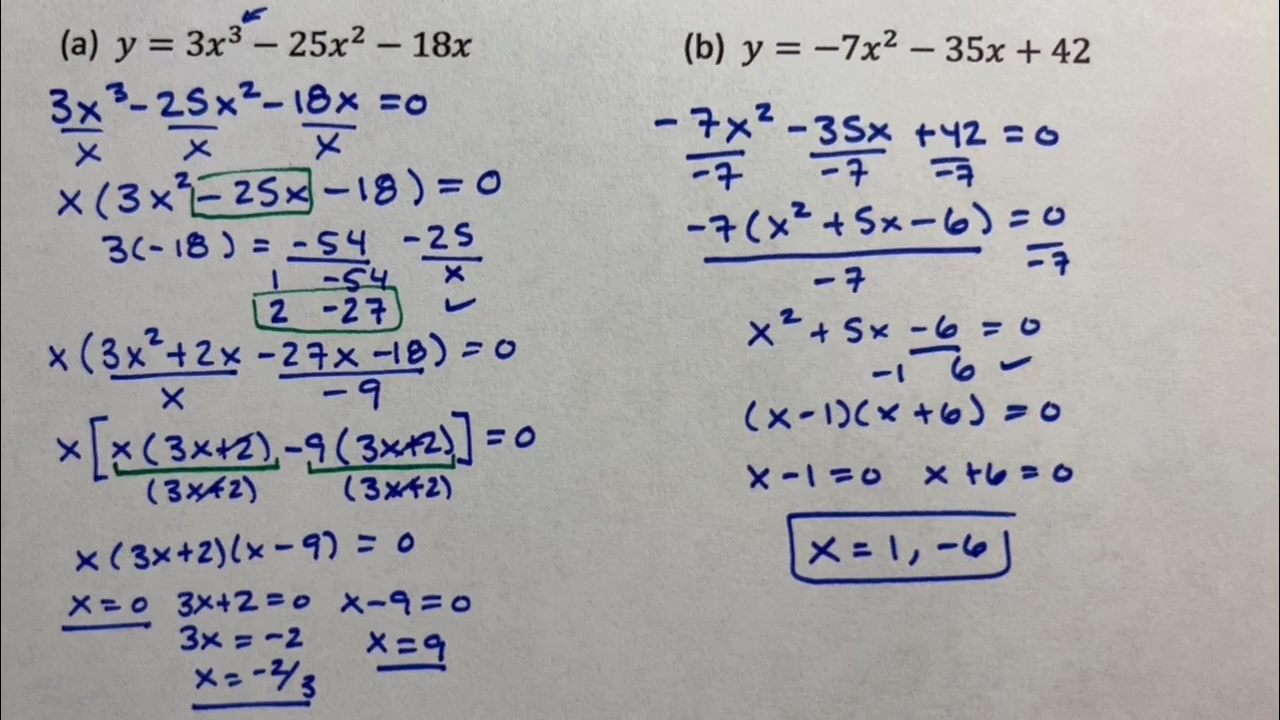 (a) y = 3x³ − 25x² − 18x
3x³ - 25x² - 18x = 0
x x x
x(3x² - 25x - 18) = 0
3(-18) = -54 -25
1 -54 x
2 -27 ✓
x(3x² + 2x - 27x - 18) = 0
x -9
x[x(3x+2) - 9(3x+2)] = 0
(3x+2) (3x+2)
x(3x+2)(x-9) = 0
x = 0 3x+2 = 0 x-9 = 0
3x = -2 x = 9
x = -2/3
(b) y = −7x² − 35x + 42
-7x² - 35x + 42 = 0
-7 -7 -7
-7(x² + 5x - 6) = 0
-7 -7
x² + 5x - 6 = 0
-1 6 ✓
(x-1)(x+6) = 0
x-1 = 0 x+6 = 0
x = 1, -6